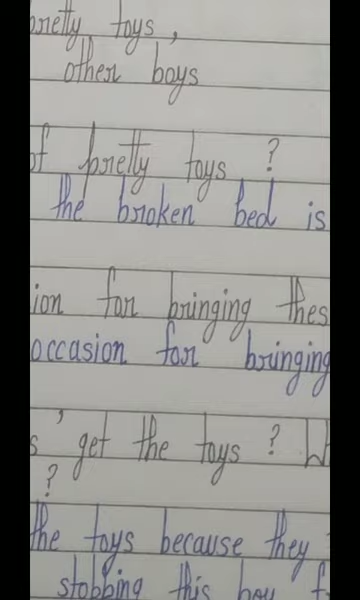 pretty toys,
other boys
of pretty toys ?
the broken bed is
ion for bringing thes
occasion for bringing
s' get the toys ? W
?
the toys because they
stobbing this boy f